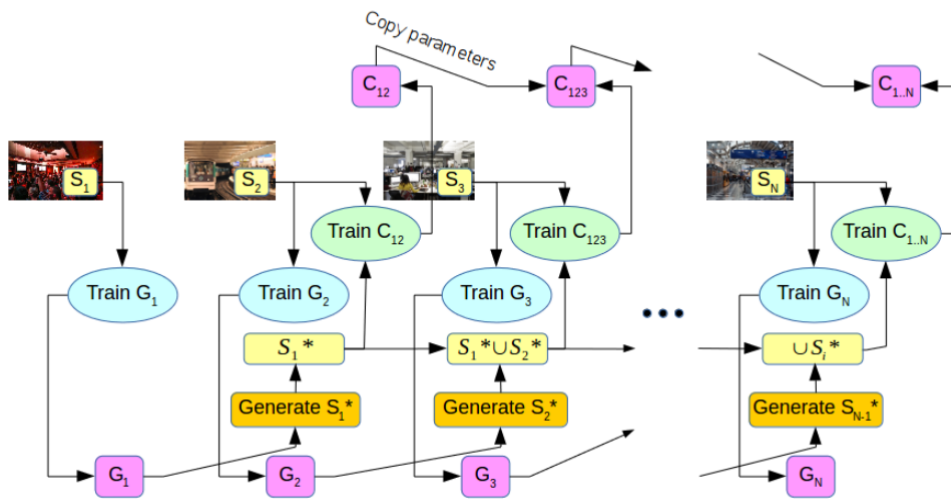 Copy parameters
C12
C123
C1..N
S1
S2
S3
SN
Train C12
Train C123
Train C1..N
Train G1
Train G2
Train G3
Train GN
S1*
S1*∪S2*
∪Si*
Generate S1*
Generate S2*
Generate SN-1*
G1
G2
G3
GN